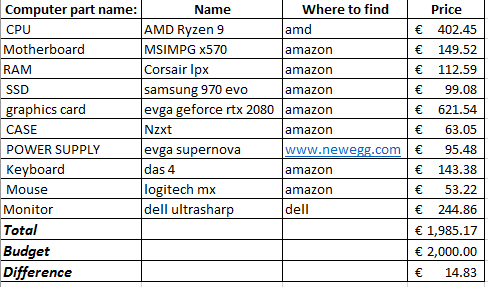 Computer part name: Name Where to find Price
CPU AMD Ryzen 9 amd € 402.45
Motherboard MSIMPG x570 amazon € 149.52
RAM Corsair lpx amazon € 112.59
SSD samsung 970 evo amazon € 99.08
graphics card evga geforce rtx 2080 amazon € 621.54
CASE Nzxt amazon € 63.05
POWER SUPPLY evga supernova www.newegg.com € 95.48
Keyboard das 4 amazon € 143.38
Mouse logitech mx amazon € 53.22
Monitor dell ultrasharp dell € 244.86
Total € 1,985.17
Budget € 2,000.00
Difference € 14.83